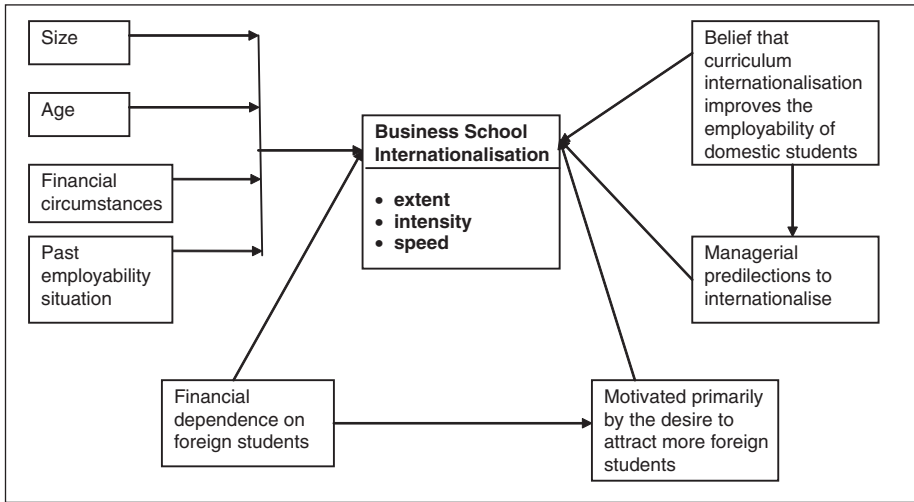 Size
Age
Financial
circumstances
Past
employability
situation
Business School
Internationalisation
• extent
• intensity
• speed
Belief that
curriculum
internationalisation
improves the
employability of
domestic students
Managerial
predilections to
internationalise
Financial
dependence on
foreign students
Motivated primarily
by the desire to
attract more foreign
students